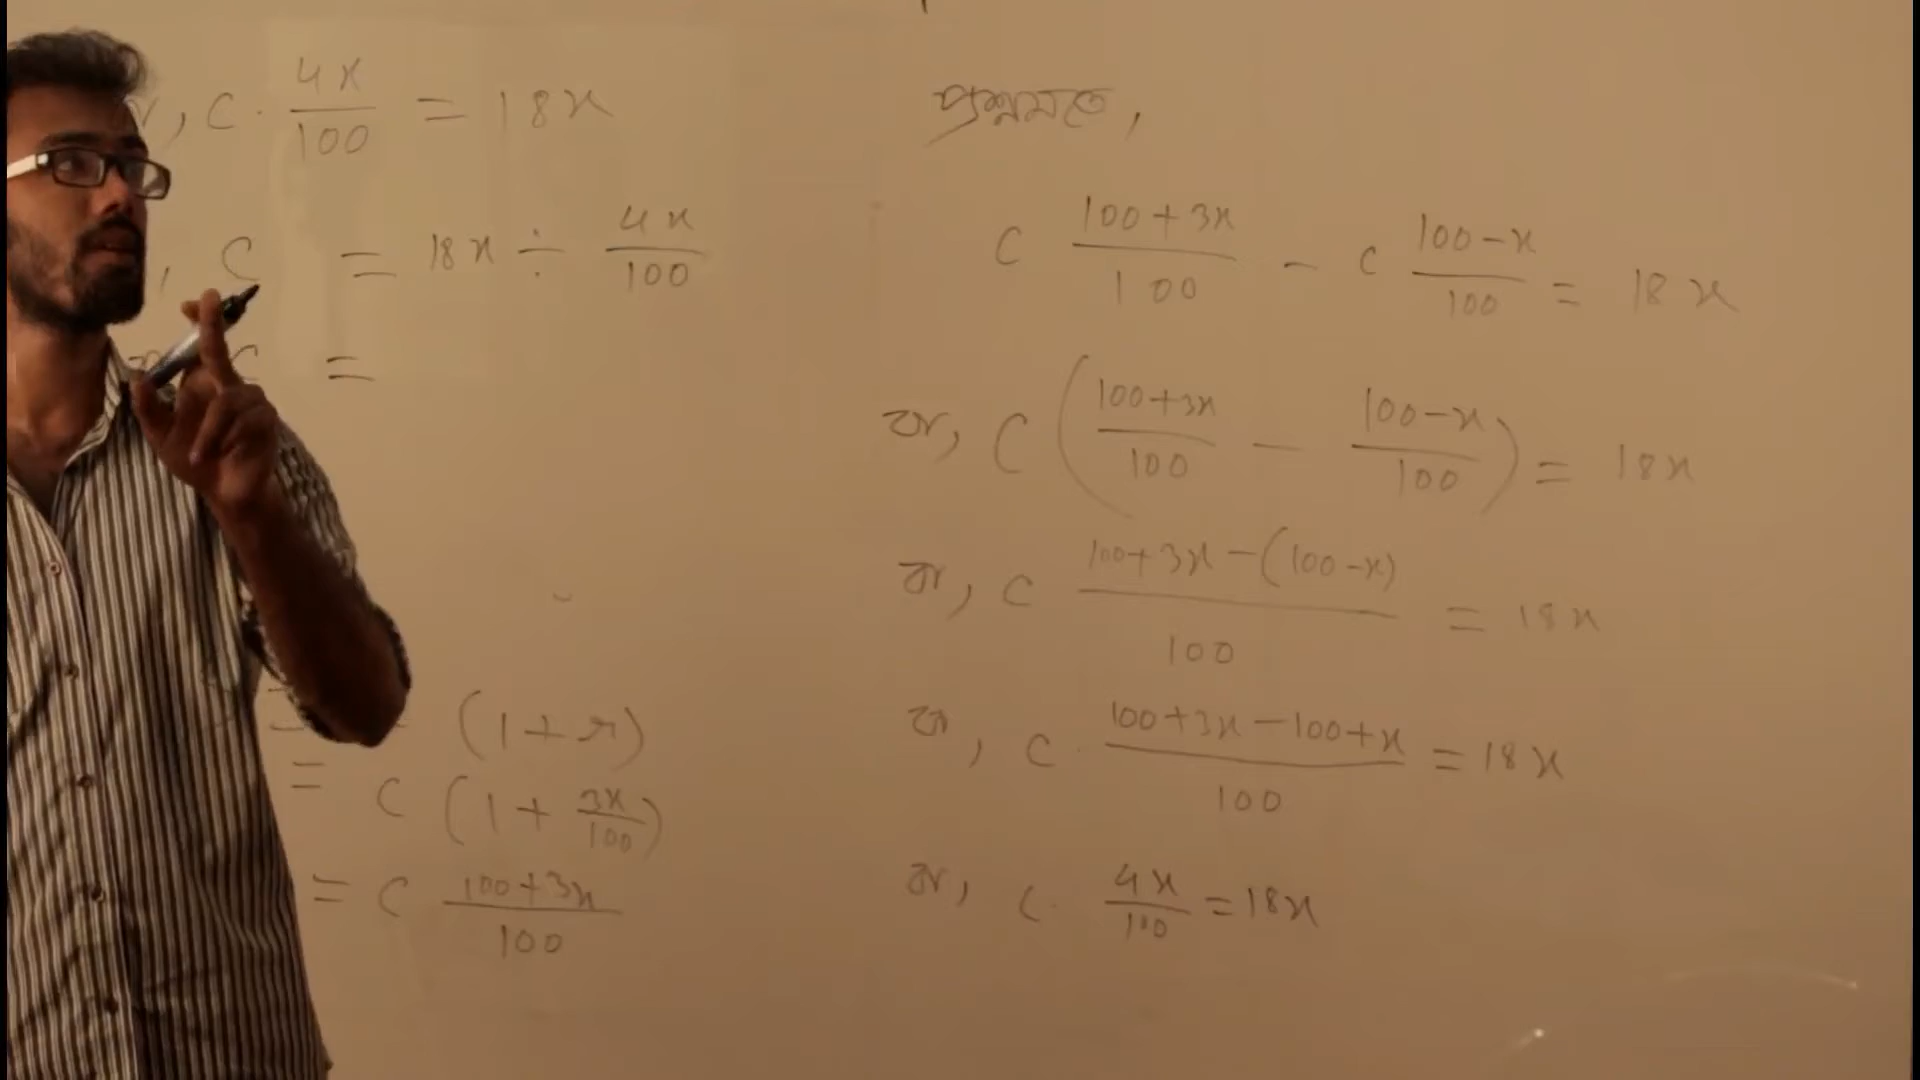 বা, C · 4x/100 = 18x
, C = 18x ÷ 4x/100
C =
= (1+r)
= C (1 + 3x/100)
= C (100+3x)/100
প্রশ্নমতে,
C (100+3x)/100 - C (100-x)/100 = 18x
বা, C ((100+3x)/100 - (100-x)/100) = 18x
বা, C (100+3x-(100-x))/100 = 18x
বা, C · (100+3x-100+x)/100 = 18x
বা, C · 4x/100 = 18x